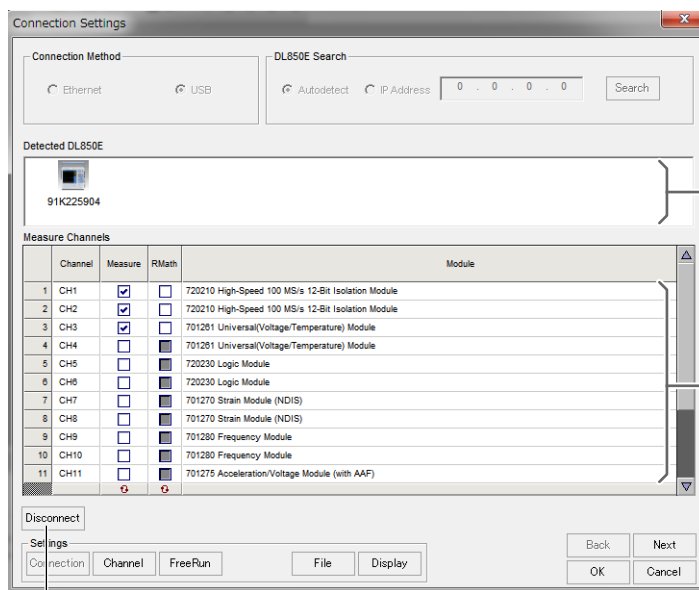 Connection Settings
x
Connection Method
Ethernet USB
DL850E Search
Autodetect IP Address 0 . 0 . 0 . 0 Search
Detected DL850E
91K225904
Measure Channels
Channel Measure RMath Module
1 CH1 720210 High-Speed 100 MS/s 12-Bit Isolation Module
2 CH2 720210 High-Speed 100 MS/s 12-Bit Isolation Module
3 CH3 701261 Universal(Voltage/Temperature) Module
4 CH4 701261 Universal(Voltage/Temperature) Module
5 CH5 720230 Logic Module
6 CH6 720230 Logic Module
7 CH7 701270 Strain Module (NDIS)
8 CH8 701270 Strain Module (NDIS)
9 CH9 701280 Frequency Module
10 CH10 701280 Frequency Module
11 CH11 701275 Acceleration/Voltage Module (with AAF)
Disconnect
Settings
Connection Channel FreeRun File Display
Back Next
OK Cancel